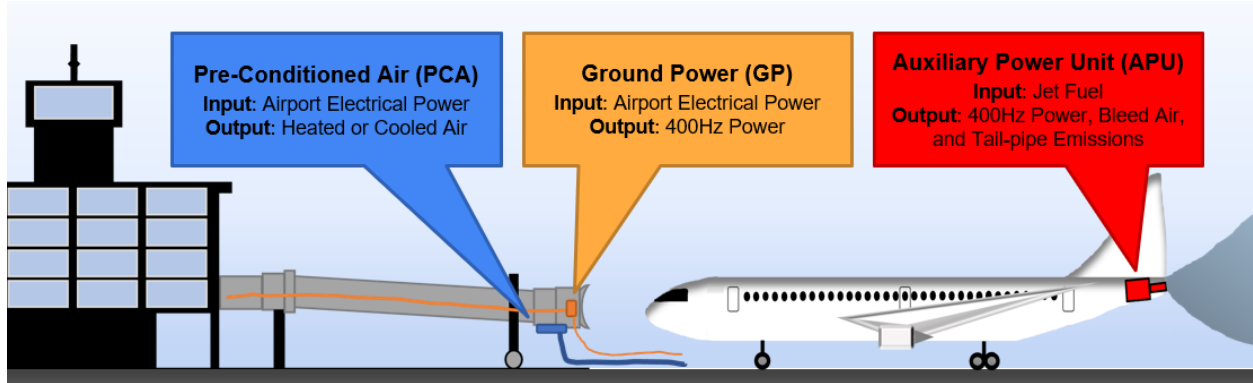 Pre-Conditioned Air (PCA)
Input: Airport Electrical Power
Output: Heated or Cooled Air
Ground Power (GP)
Input: Airport Electrical Power
Output: 400Hz Power
Auxiliary Power Unit (APU)
Input: Jet Fuel
Output: 400Hz Power, Bleed Air,
and Tail-pipe Emissions